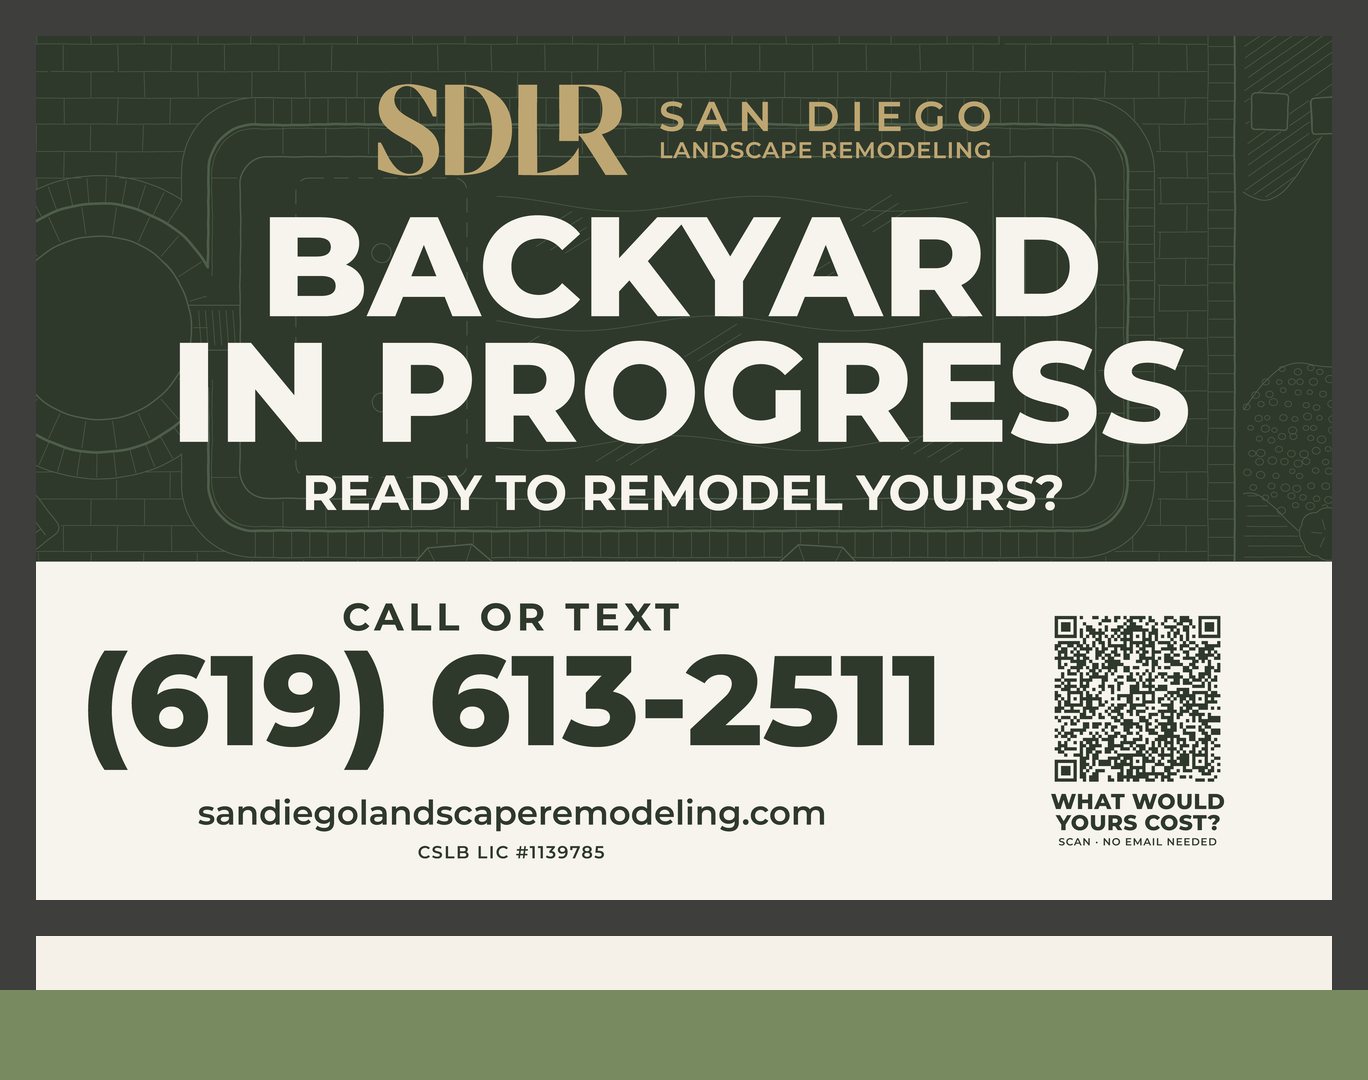 SDLR
SAN DIEGO
LANDSCAPE REMODELING
BACKYARD
IN PROGRESS
READY TO REMODEL YOURS?
CALL OR TEXT
(619) 613-2511
sandiegolandscaperemodeling.com
CSLB LIC #1139785
WHAT WOULD
YOURS COST?
SCAN · NO EMAIL NEEDED